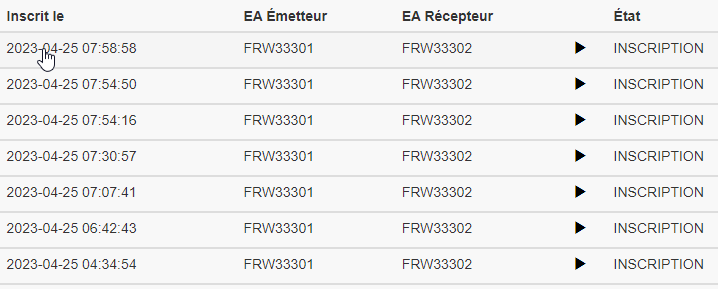 Inscrit le EA Émetteur EA Récepteur État
2023-04-25 07:58:58 FRW33301 FRW33302 INSCRIPTION
2023-04-25 07:54:50 FRW33301 FRW33302 INSCRIPTION
2023-04-25 07:54:16 FRW33301 FRW33302 INSCRIPTION
2023-04-25 07:30:57 FRW33301 FRW33302 INSCRIPTION
2023-04-25 07:07:41 FRW33301 FRW33302 INSCRIPTION
2023-04-25 06:42:43 FRW33301 FRW33302 INSCRIPTION
2023-04-25 04:34:54 FRW33301 FRW33302 INSCRIPTION